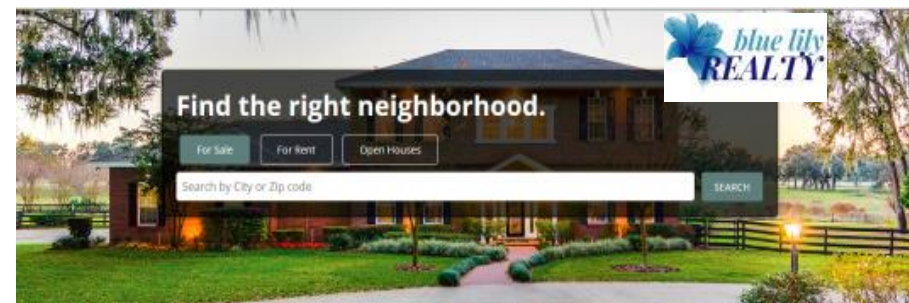 blue lily
REALTY
Find the right neighborhood.
For Sale For Rent Open Houses
Search by City or Zip code SEARCH